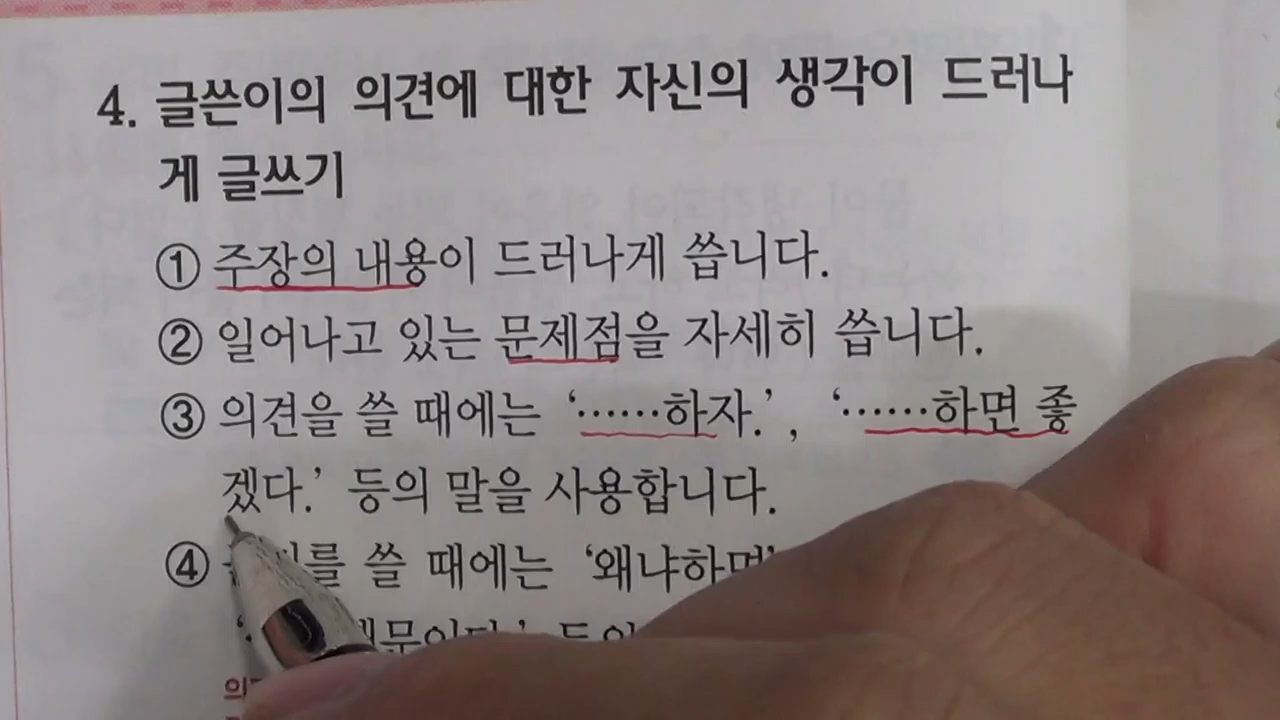 4. 글쓴이의 의견에 대한 자신의 생각이 드러나
게 글쓰기
① 주장의 내용이 드러나게 씁니다.
② 일어나고 있는 문제점을 자세히 씁니다.
③ 의견을 쓸 때에는 ‘……하자.’, ‘……하면 좋
겠다.’ 등의 말을 사용합니다.
④ 쓸 때에는 ‘왜냐하면’